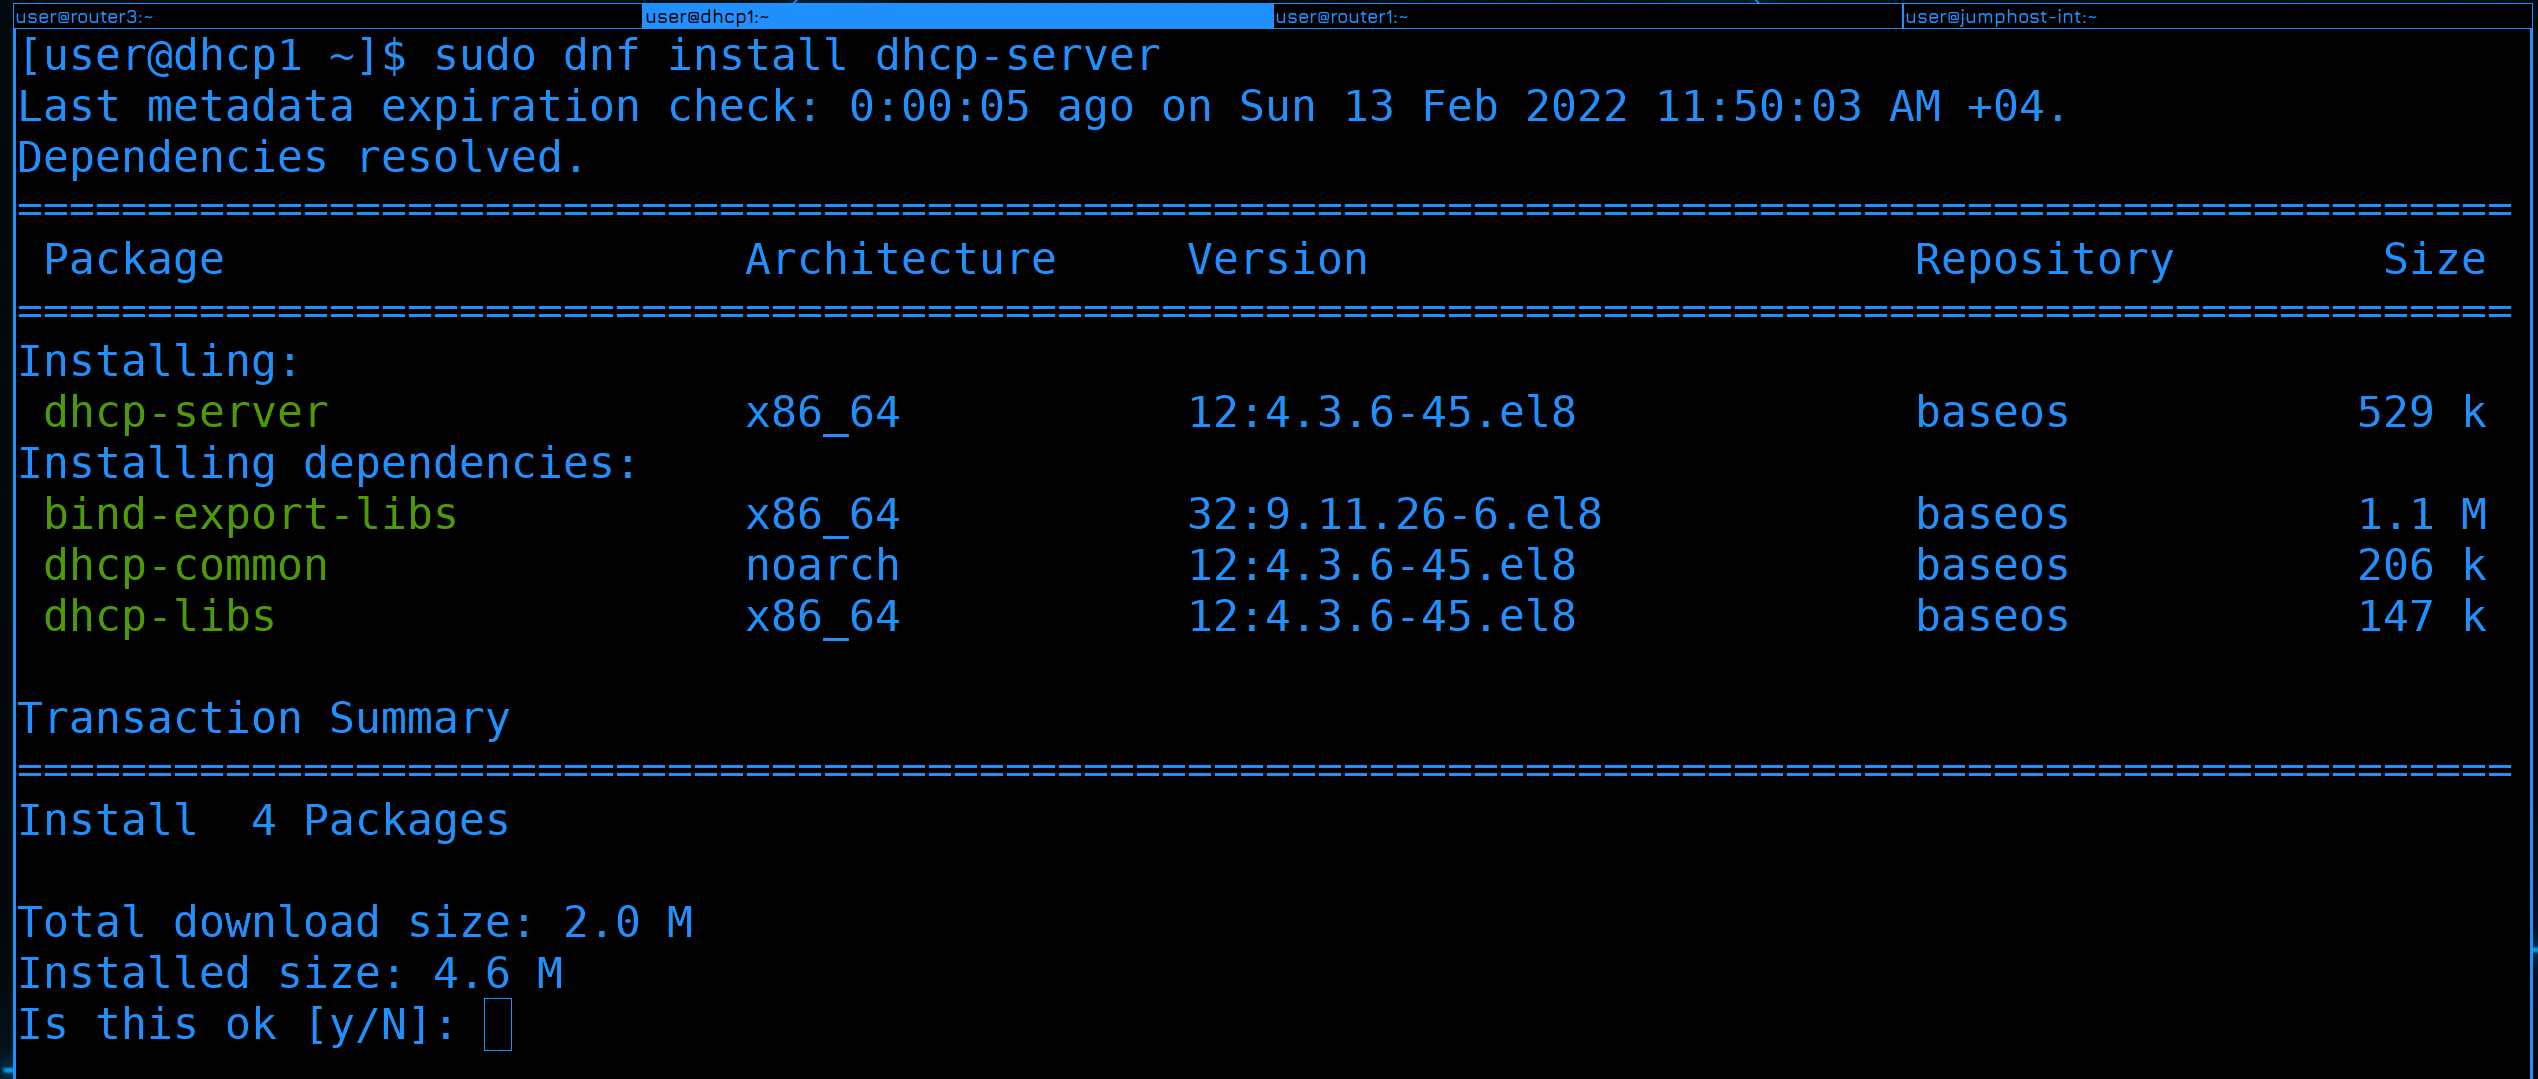 user@router3:~ user@dhcp1:~ user@router1:~ user@jumphost-int:~
[user@dhcp1 ~]$ sudo dnf install dhcp-server
Last metadata expiration check: 0:00:05 ago on Sun 13 Feb 2022 11:50:03 AM +04.
Dependencies resolved.
================================================================================================
 Package                    Architecture     Version                     Repository        Size
================================================================================================
Installing:
 dhcp-server                x86_64           12:4.3.6-45.el8             baseos           529 k
Installing dependencies:
 bind-export-libs           x86_64           32:9.11.26-6.el8            baseos           1.1 M
 dhcp-common                noarch           12:4.3.6-45.el8             baseos           206 k
 dhcp-libs                  x86_64           12:4.3.6-45.el8             baseos           147 k
Transaction Summary
================================================================================================
Install  4 Packages
Total download size: 2.0 M
Installed size: 4.6 M
Is this ok [y/N]: